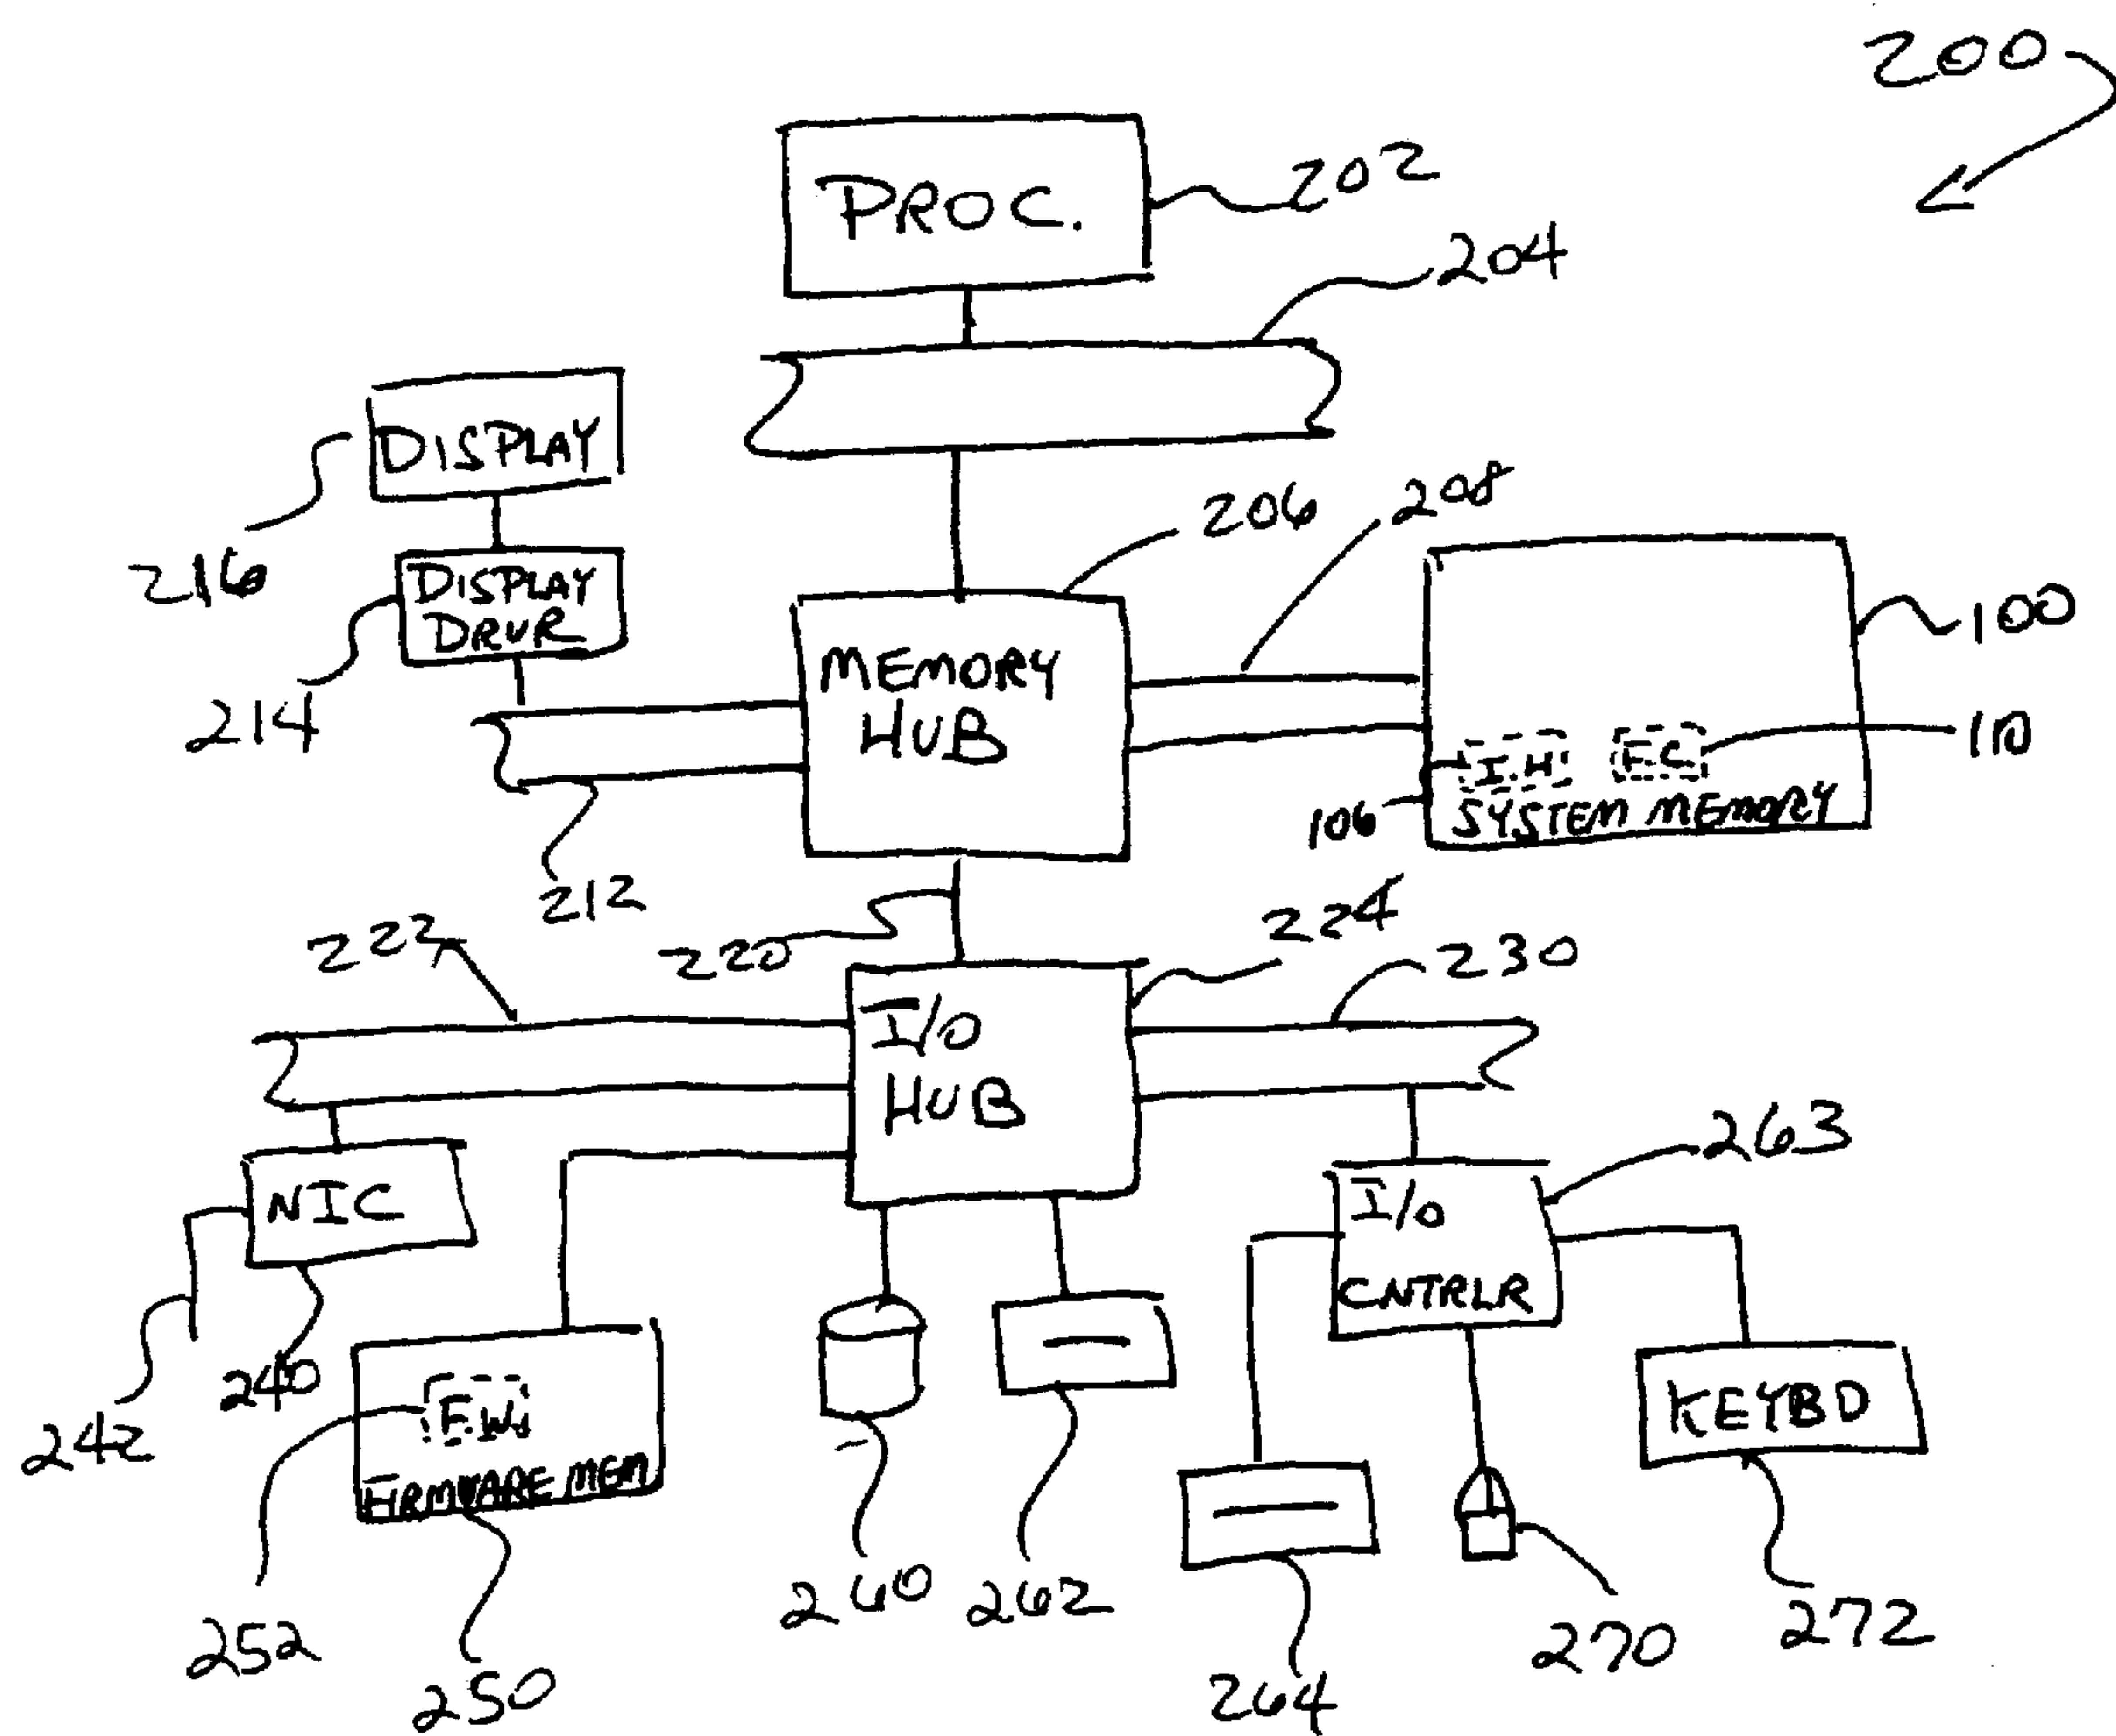 200
PROC.
202
204
DISPLAY
216
DISPLAY
DRVR
214
206
208
MEMORY
HUB
100
I.H.
F.C.
110
106
SYSTEM MEMORY
212
220
222
224
230
I/O
HUB
NIC
240
242
263
I/O
CNTRLR
KEYBD
F.W.
FIRMWARE MEM
252
250
260
262
264
270
272